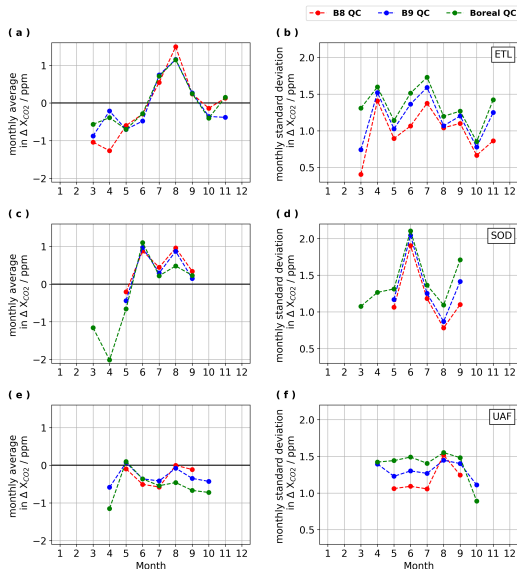 B8 QC B9 QC Boreal QC
( a ) ( b )
monthly average
in Δ X_CO2 / ppm
1
0
−1
−2
1 2 3 4 5 6 7 8 9 10 11 12
monthly standard deviation
in Δ X_CO2 / ppm
2.0
1.5
1.0
0.5
ETL
1 2 3 4 5 6 7 8 9 10 11 12
( c ) ( d )
monthly average
in Δ X_CO2 / ppm
1
0
−1
−2
1 2 3 4 5 6 7 8 9 10 11 12
monthly standard deviation
in Δ X_CO2 / ppm
2.0
1.5
1.0
0.5
SOD
1 2 3 4 5 6 7 8 9 10 11 12
( e ) ( f )
monthly average
in Δ X_CO2 / ppm
1
0
−1
−2
1 2 3 4 5 6 7 8 9 10 11 12
Month
monthly standard deviation
in Δ X_CO2 / ppm
2.0
1.5
1.0
0.5
UAF
1 2 3 4 5 6 7 8 9 10 11 12
Month